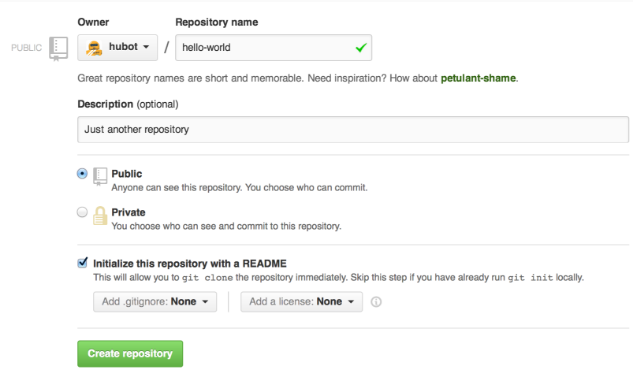 Owner Repository name
PUBLIC hubot / hello-world
Great repository names are short and memorable. Need inspiration? How about petulant-shame.
Description (optional)
Just another repository
Public
Anyone can see this repository. You choose who can commit.
Private
You choose who can see and commit to this repository.
Initialize this repository with a README
This will allow you to git clone the repository immediately. Skip this step if you have already run git init locally.
Add .gitignore: None Add a license: None
Create repository